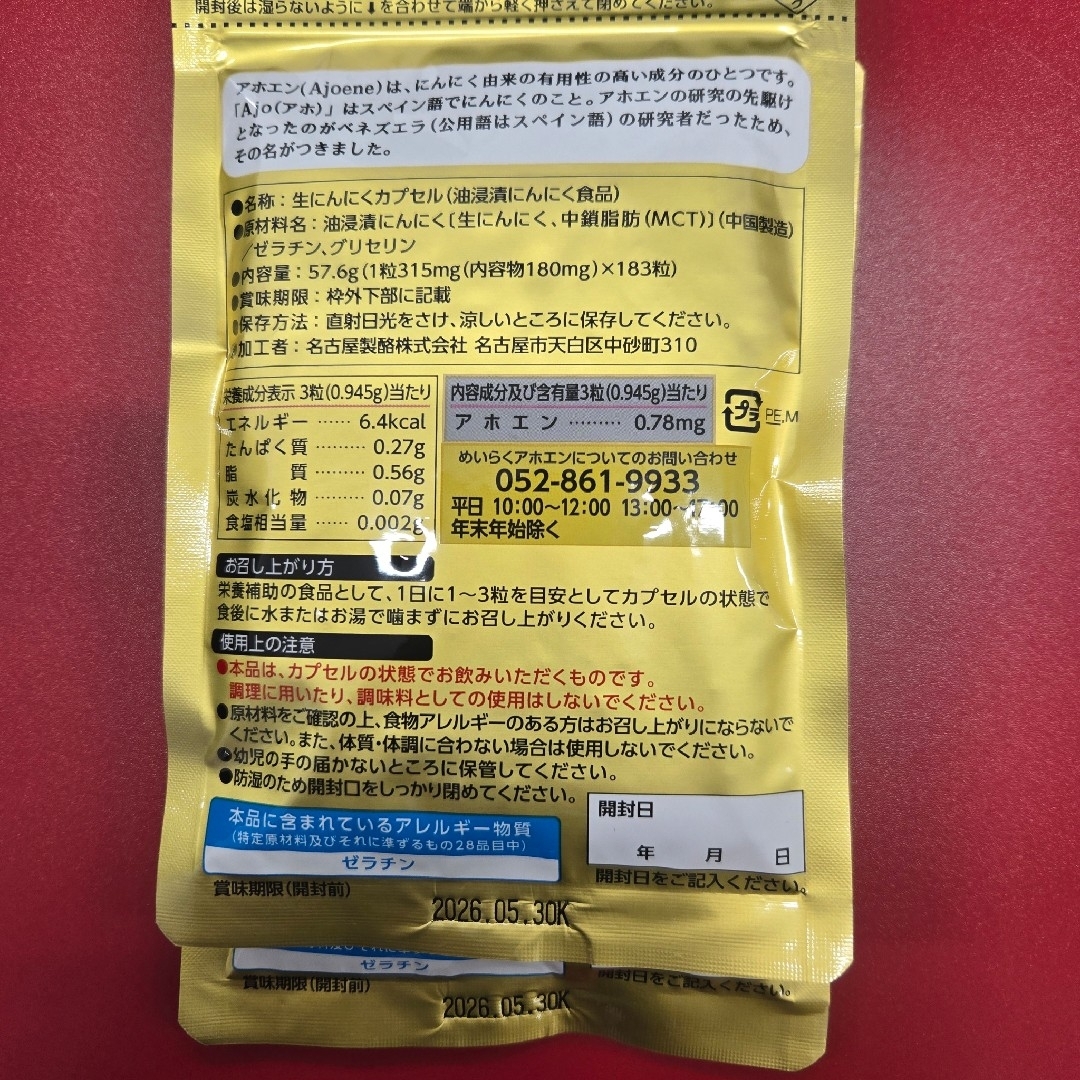 開封後は湿らないように⬇を合わせて端から軽く押さえて閉めてください。
アホエン(Ajoene)は、にんにく由来の有用性の高い成分のひとつです。
「Ajo(アホ)」はスペイン語でにんにくのこと。アホエンの研究の先駆け
となったのがベネズエラ(公用語はスペイン語)の研究者だったため、
その名がつきました。
●名称：生にんにくカプセル(油浸漬にんにく食品)
●原材料名：油浸漬にんにく〔生にんにく、中鎖脂肪(MCT)〕(中国製造)
／ゼラチン、グリセリン
●内容量：57.6g(1粒315mg(内容物180mg)×183粒)
●賞味期限：枠外下部に記載
●保存方法：直射日光をさけ、涼しいところに保存してください。
●加工者：名古屋製酪株式会社 名古屋市天白区中砂町310
栄養成分表示 3粒(0.945g)当たり
エネルギー …… 6.4kcal
たんぱく質 ……… 0.27g
脂質 ……… 0.56g
炭水化物 ……… 0.07g
食塩相当量 …… 0.002g
内容成分及び含有量3粒(0.945g)当たり
アホエン ……… 0.78mg
プラ PE,M
めいらくアホエンについてのお問い合わせ
052-861-9933
平日 10:00～12:00 13:00～17:00
年末年始除く
お召し上がり方
栄養補助の食品として、1日に1～3粒を目安としてカプセルの状態で
食後に水またはお湯で噛まずにお召し上がりください。
使用上の注意
●本品は、カプセルの状態でお飲みいただくものです。
調理に用いたり、調味料としての使用はしないでください。
●原材料をご確認の上、食物アレルギーのある方はお召し上がりにならないで
ください。また、体質・体調に合わない場合は使用しないでください。
●幼児の手の届かないところに保管してください。
●防湿のため開封口をしっかり閉めてください。
本品に含まれているアレルギー物質
(特定原材料及びそれに準ずるもの28品目中)
ゼラチン
開封日
年 月 日
開封日をご記入ください。
賞味期限(開封前)
2026.05.30K
ゼラチン
開封日をご記入ください。
賞味期限(開封前)
2026.05.30K